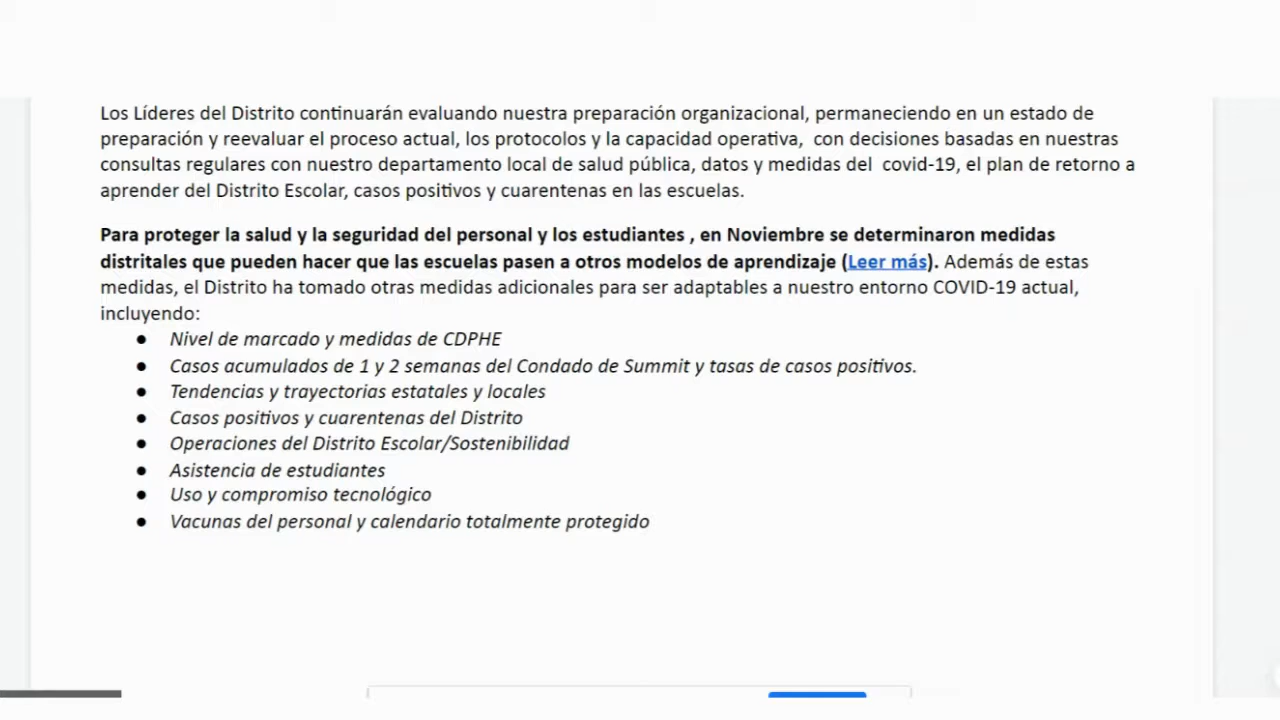 Los Líderes del Distrito continuarán evaluando nuestra preparación organizacional, permaneciendo en un estado de
preparación y reevaluar el proceso actual, los protocolos y la capacidad operativa,  con decisiones basadas en nuestras
consultas regulares con nuestro departamento local de salud pública, datos y medidas del  covid-19, el plan de retorno a
aprender del Distrito Escolar, casos positivos y cuarentenas en las escuelas.
Para proteger la salud y la seguridad del personal y los estudiantes , en Noviembre se determinaron medidas
distritales que pueden hacer que las escuelas pasen a otros modelos de aprendizaje (Leer más). Además de estas
medidas, el Distrito ha tomado otras medidas adicionales para ser adaptables a nuestro entorno COVID-19 actual,
incluyendo:
● Nivel de marcado y medidas de CDPHE
● Casos acumulados de 1 y 2 semanas del Condado de Summit y tasas de casos positivos.
● Tendencias y trayectorias estatales y locales
● Casos positivos y cuarentenas del Distrito
● Operaciones del Distrito Escolar/Sostenibilidad
● Asistencia de estudiantes
● Uso y compromiso tecnológico
● Vacunas del personal y calendario totalmente protegido